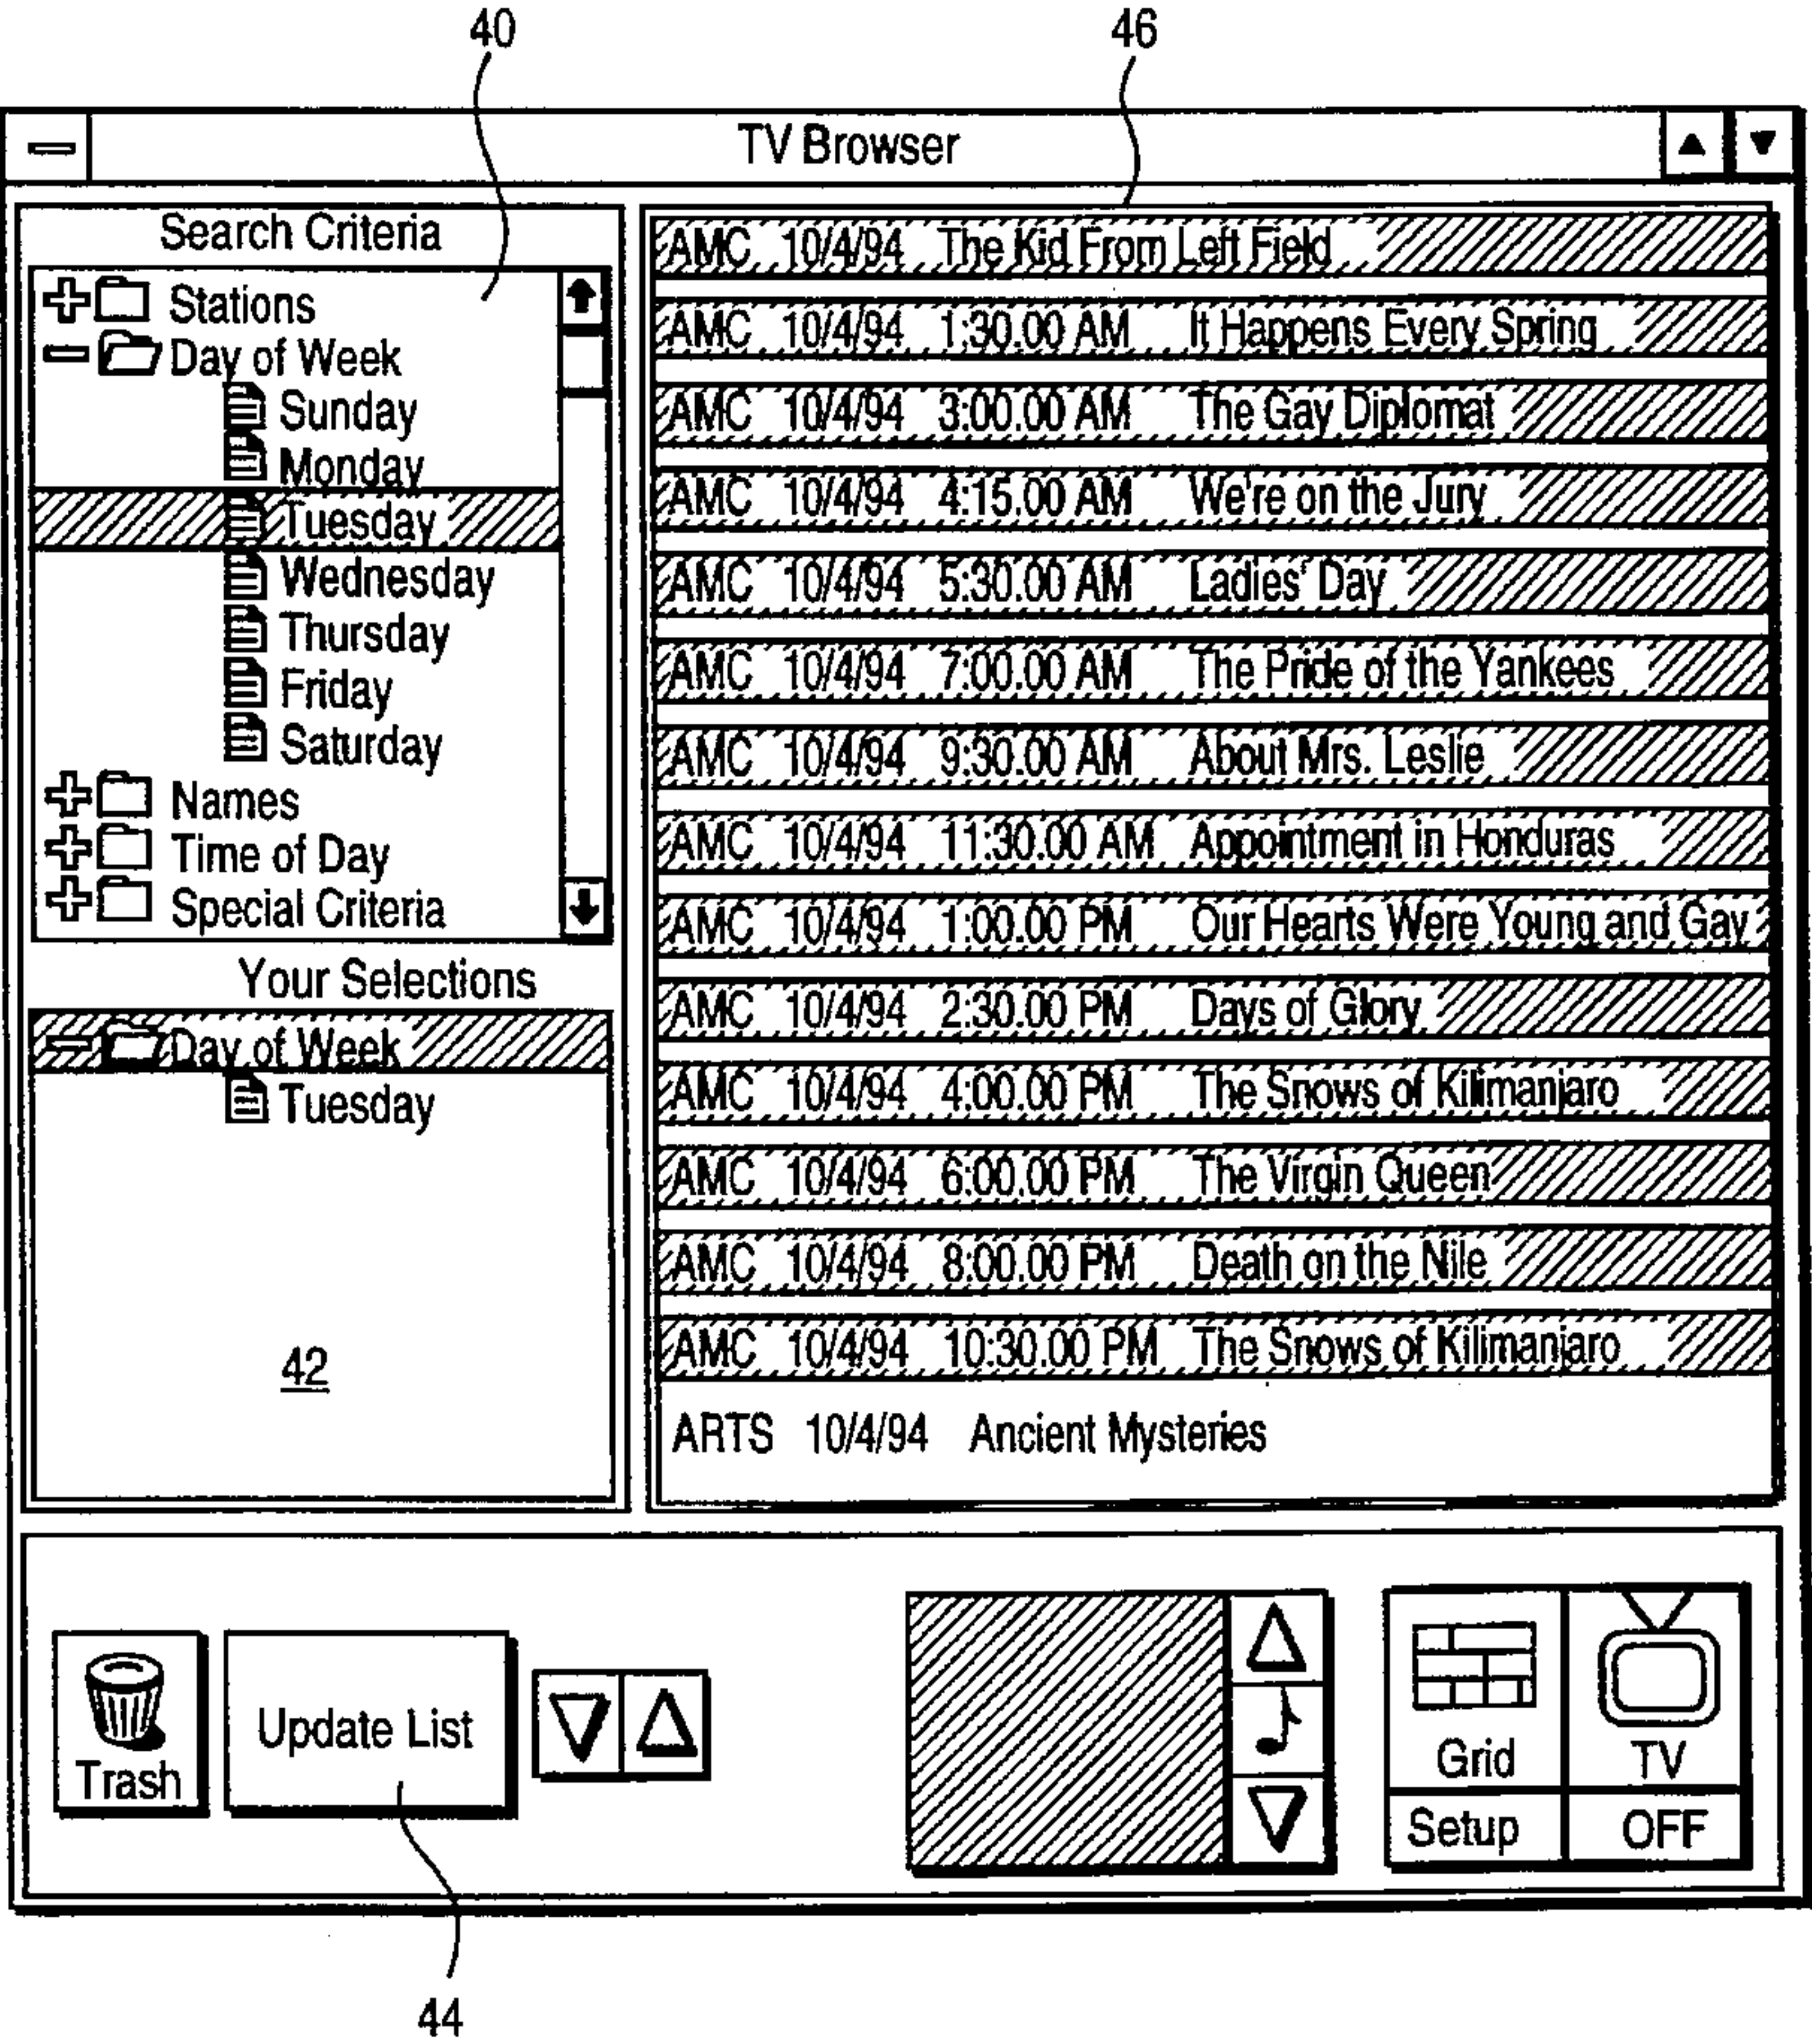 40
46
TV Browser
Search Criteria
Stations
Day of Week
Sunday
Monday
Tuesday
Wednesday
Thursday
Friday
Saturday
Names
Time of Day
Special Criteria
Your Selections
Day of Week
Tuesday
42
AMC 10/4/94 The Kid From Left Field
AMC 10/4/94 1:30.00 AM It Happens Every Spring
AMC 10/4/94 3:00.00 AM The Gay Diplomat
AMC 10/4/94 4:15.00 AM We're on the Jury
AMC 10/4/94 5:30.00 AM Ladies' Day
AMC 10/4/94 7:00.00 AM The Pride of the Yankees
AMC 10/4/94 9:30.00 AM About Mrs. Leslie
AMC 10/4/94 11:30.00 AM Appointment in Honduras
AMC 10/4/94 1:00.00 PM Our Hearts Were Young and Gay
AMC 10/4/94 2:30.00 PM Days of Glory
AMC 10/4/94 4:00.00 PM The Snows of Kilimanjaro
AMC 10/4/94 6:00.00 PM The Virgin Queen
AMC 10/4/94 8:00.00 PM Death on the Nile
AMC 10/4/94 10:30.00 PM The Snows of Kilimanjaro
ARTS 10/4/94 Ancient Mysteries
Trash
Update List
Grid
TV
Setup
OFF
44